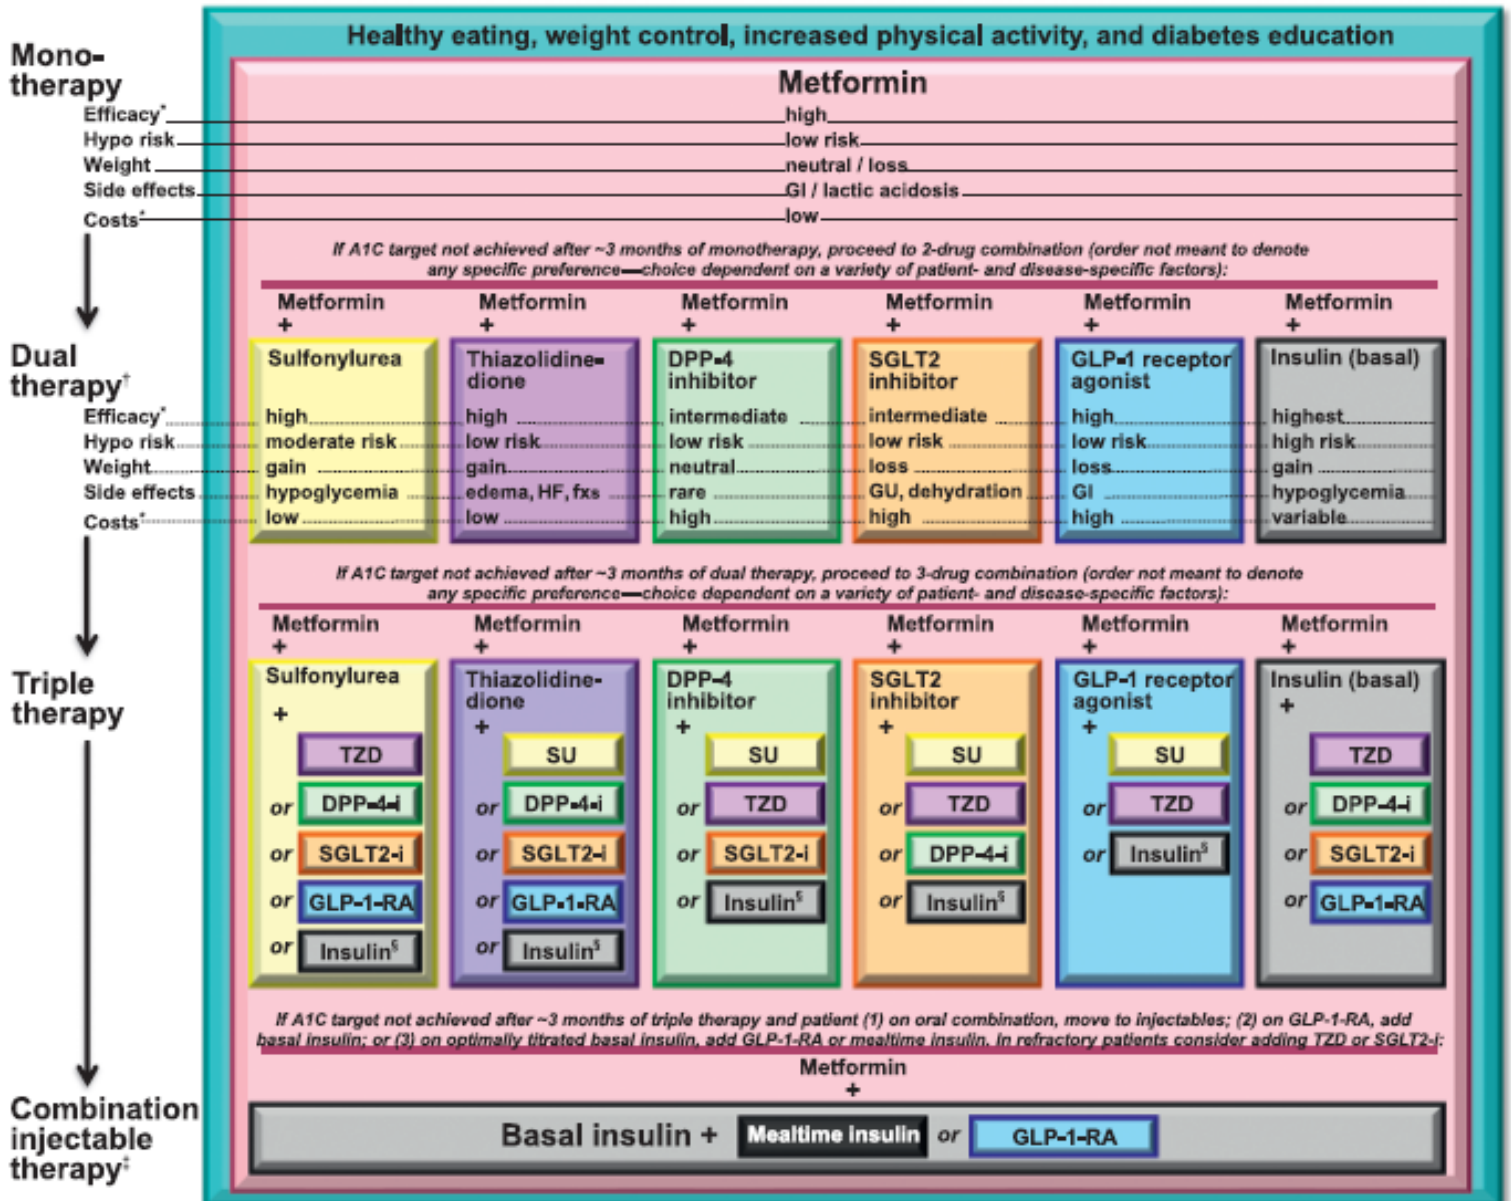 Healthy eating, weight control, increased physical activity, and diabetes education
Mono-
therapy
Metformin
Efficacy* high
Hypo risk low risk
Weight neutral / loss
Side effects GI / lactic acidosis
Costs* low
If A1C target not achieved after ~3 months of monotherapy, proceed to 2-drug combination (order not meant to denote
any specific preference—choice dependent on a variety of patient- and disease-specific factors):
Metformin Metformin Metformin Metformin Metformin Metformin
+ + + + + +
Dual
therapy†
Sulfonylurea
Thiazolidine-
dione
DPP-4
inhibitor
SGLT2
inhibitor
GLP-1 receptor
agonist
Insulin (basal)
Efficacy* high high intermediate intermediate high highest
Hypo risk moderate risk low risk low risk low risk low risk high risk
Weight gain gain neutral loss loss gain
Side effects hypoglycemia edema, HF, fxs rare GU, dehydration GI hypoglycemia
Costs* low low high high high variable
If A1C target not achieved after ~3 months of dual therapy, proceed to 3-drug combination (order not meant to denote
any specific preference—choice dependent on a variety of patient- and disease-specific factors):
Metformin Metformin Metformin Metformin Metformin Metformin
+ + + + + +
Triple
therapy
Sulfonylurea
+
TZD
or DPP-4-i
or SGLT2-i
or GLP-1-RA
or Insulin§
Thiazolidine-
dione
+
SU
or DPP-4-i
or SGLT2-i
or GLP-1-RA
or Insulin§
DPP-4
inhibitor
+
SU
or TZD
or SGLT2-i
or Insulin§
SGLT2
inhibitor
+
SU
or TZD
or DPP-4-i
or Insulin§
GLP-1 receptor
agonist
+
SU
or TZD
or Insulin§
Insulin (basal)
+
TZD
or DPP-4-i
or SGLT2-i
or GLP-1-RA
If A1C target not achieved after ~3 months of triple therapy and patient (1) on oral combination, move to injectables; (2) on GLP-1-RA, add
basal insulin; or (3) on optimally titrated basal insulin, add GLP-1-RA or mealtime insulin. In refractory patients consider adding TZD or SGLT2-i:
Metformin
+
Combination
injectable
therapy‡
Basal insulin + Mealtime insulin or GLP-1-RA